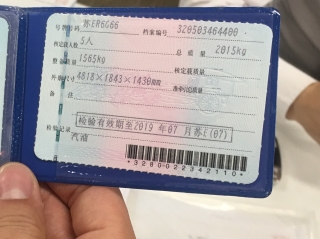 号牌号码 苏ER6G66 档案编号 320503464400
核定载人数 5人 总质量 2015kg
整备质量 1565kg 核定载质量
外廓尺寸 4818×1843×1430mm 准牵引总质量
备注
检验有效期至2019年07月苏E(07)
检验记录
汽油
*3280022342110*